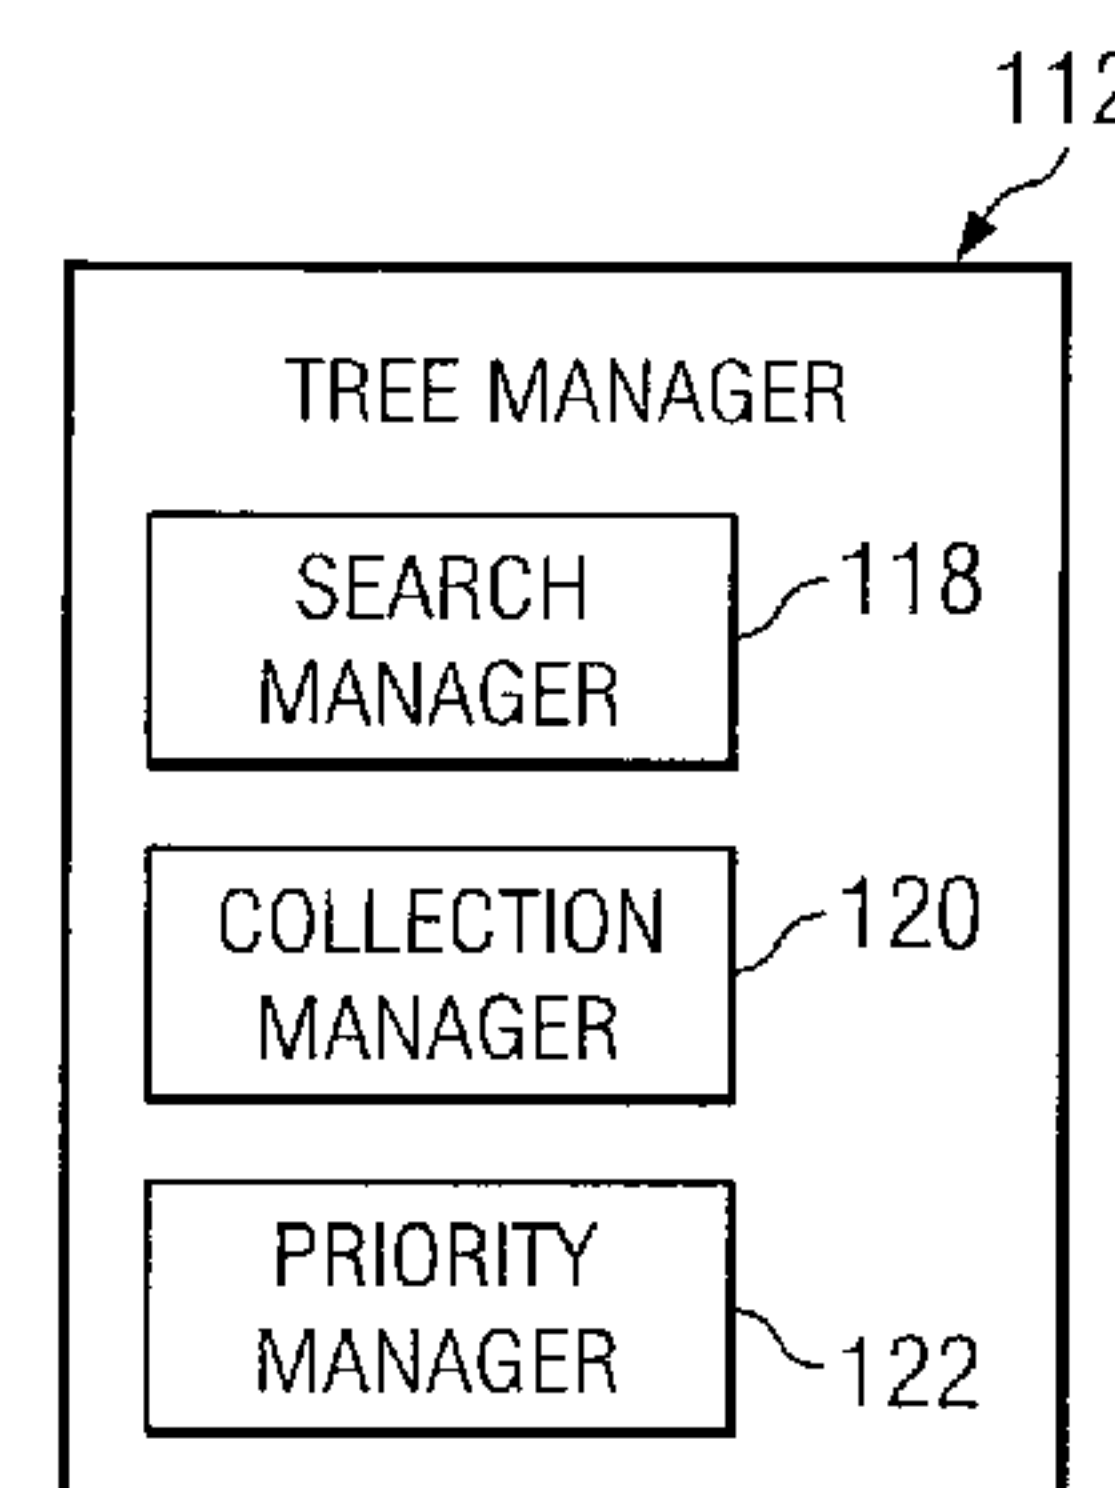 112
TREE MANAGER
SEARCH
MANAGER
118
COLLECTION
MANAGER
120
PRIORITY
MANAGER
122